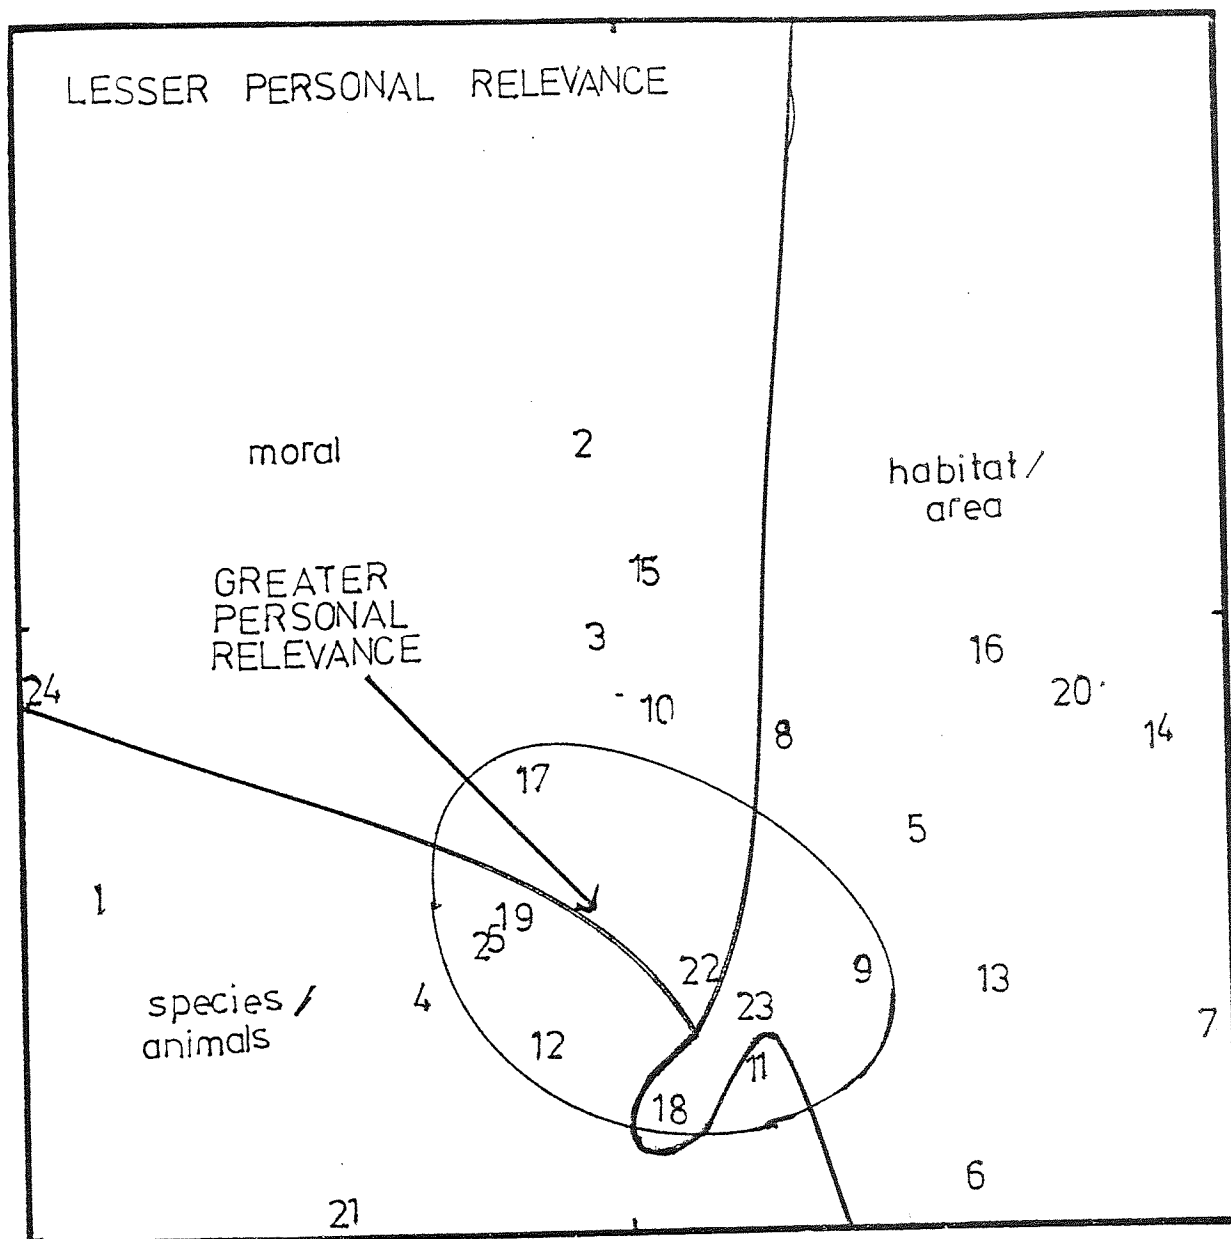 LESSER PERSONAL RELEVANCE
moral
2
habitat/
area
15
GREATER
PERSONAL
RELEVANCE
3
16
24
20
10
8
14
17
5
1
19
25
22
9
13
4
23
7
species/
animals
12
11
18
6
21